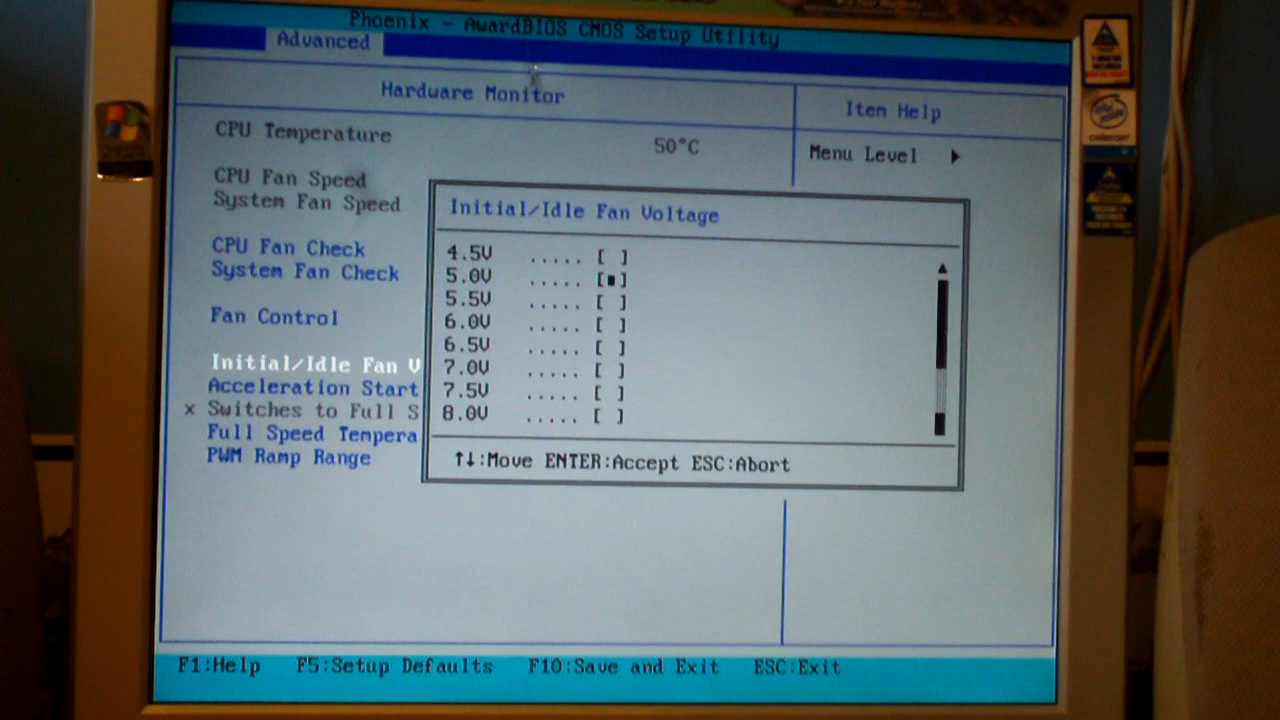 Phoenix - AwardBIOS CMOS Setup Utility
Advanced
Hardware Monitor
Item Help
CPU Temperature
50°C
Menu Level ▶
CPU Fan Speed
System Fan Speed
CPU Fan Check
System Fan Check
Fan Control
Initial/Idle Fan V
Acceleration Start
x Switches to Full S
Full Speed Tempera
PWM Ramp Range
Initial/Idle Fan Voltage
4.5V ..... [ ]
5.0V ..... [■]
5.5V ..... [ ]
6.0V ..... [ ]
6.5V ..... [ ]
7.0V ..... [ ]
7.5V ..... [ ]
8.0V ..... [ ]
↑↓:Move ENTER:Accept ESC:Abort
F1:Help F5:Setup Defaults F10:Save and Exit ESC:Exit
intel